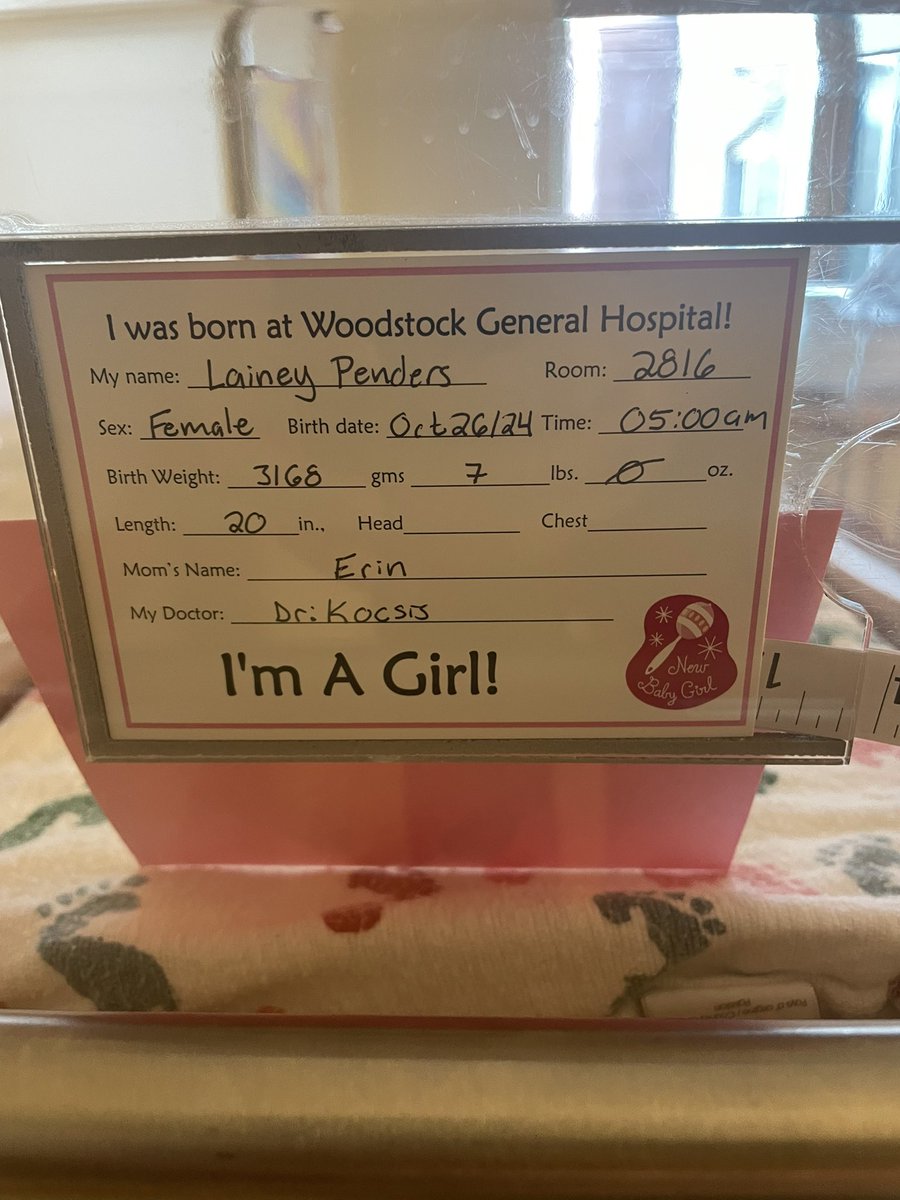 I was born at Woodstock General Hospital!
My name: Lainey Penders Room: 2816
Sex: Female Birth date: Oct 26/24 Time: 05:00am
Birth Weight: 3168 gms 7 lbs. 0 oz.
Length: 20 in., Head Chest
Mom's Name: Erin
My Doctor: Dr: Kocsis
I'm A Girl!
New
Baby Girl